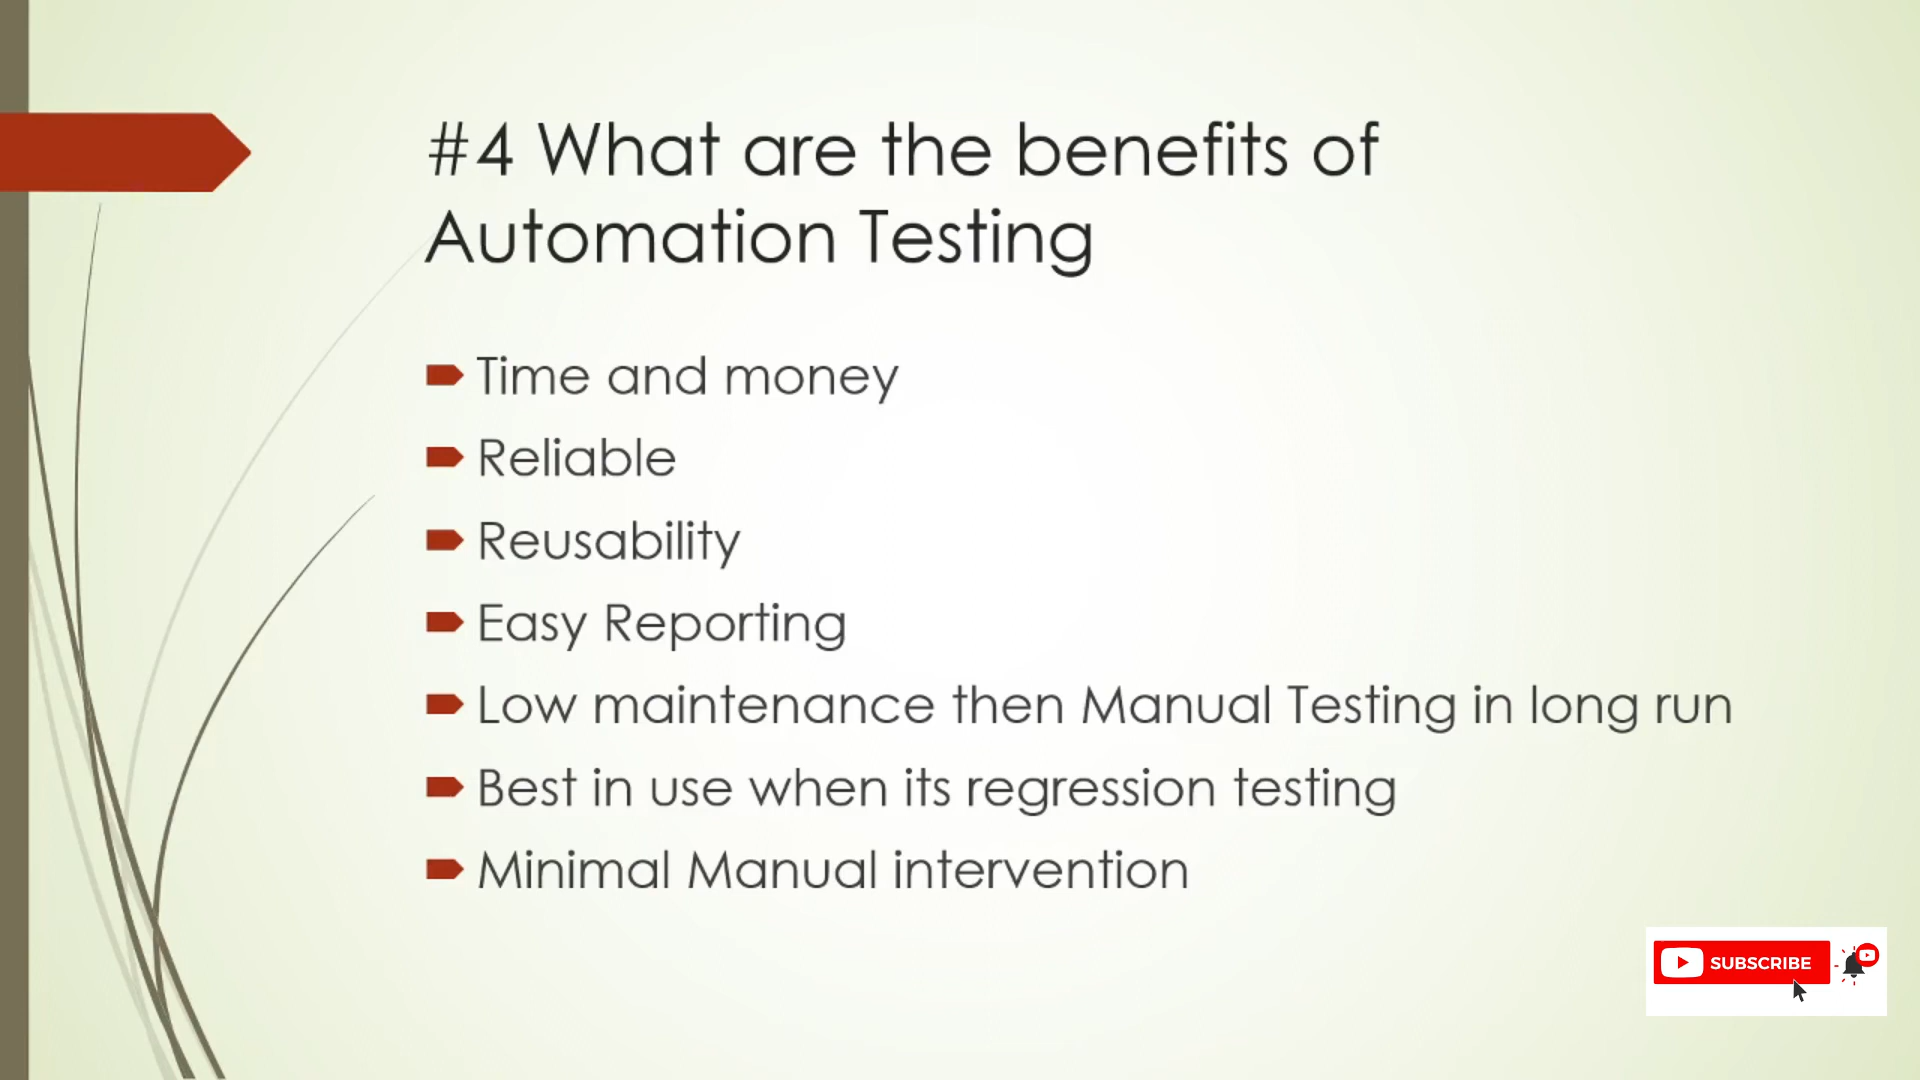 #4 What are the benefits of
Automation Testing
Time and money
Reliable
Reusability
Easy Reporting
Low maintenance then Manual Testing in long run
Best in use when its regression testing
Minimal Manual intervention
SUBSCRIBE